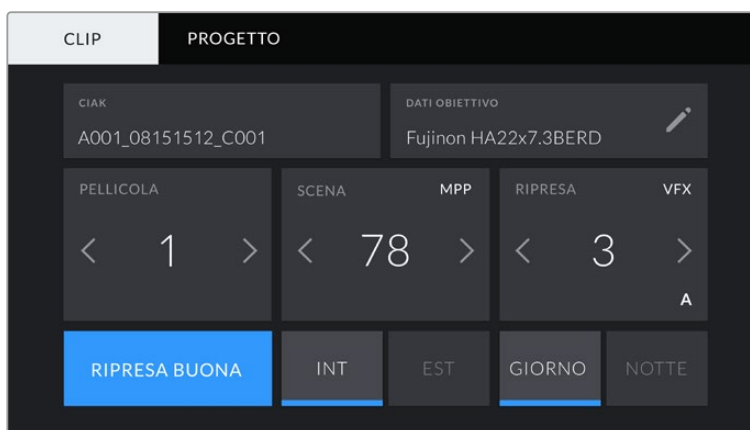 CLIP PROGETTO
CIAK DATI OBIETTIVO
A001_08151512_C001 Fujinon HA22x7.3BERD
PELLICOLA SCENA MPP RIPRESA VFX
< 1 > < 78 > < 3 >
A
RIPRESA BUONA INT EST GIORNO NOTTE